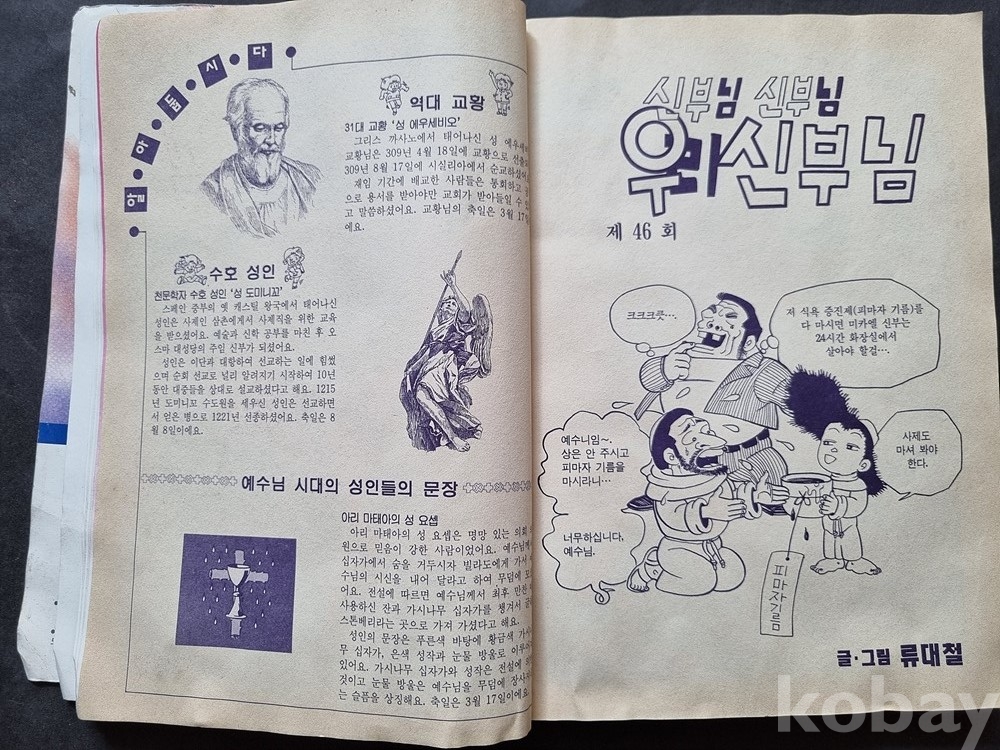 알아둡시다
역대 교황
31대 교황 '성 에우세비오'
그리스 까사노에서 태어나신 성 에우세
교황님은 309년 4월 18일에 교황으로 선출
309년 8월 17일에 시실리아에서 순교하셨어
재임 기간에 배교한 사람들은 통회하고
으로 용서를 받아야만 교회가 받아들일 수
고 말씀하셨어요. 교황님의 축일은 3월 17일
예요.
수호 성인
천문학자 수호 성인 '성 도미니꼬'
스페인 중부의 옛 캐스틸 왕국에서 태어나신
성인은 사제인 삼촌에게서 사제직을 위한 교육
을 받으셨어요. 예술과 신학 공부를 마친 후 오
스마 대성당의 주임 신부가 되셨어요.
성인은 이단과 대항하여 선교하는 일에 힘썼
으며 순회 선교로 널리 알려지기 시작하여 10년
동안 대중들을 상대로 설교하셨다고 해요. 1215
년 도미니꼬 수도원을 세우신 성인은 선교하면
서 얻은 병으로 1221년 선종하셨어요. 축일은 8
월 8일이에요.
예수님 시대의 성인들의 문장
아리 마태아의 성 요셉
아리 마태아의 성 요셉은 명망 있는 의회
원으로 믿음이 강한 사람이었어요. 예수님께
십자가에서 숨을 거두시자 빌라도에게 가서
수님의 시신을 내어 달라고 하여 무덤에 모
어요. 전설에 따르면 예수님께서 최후 만찬
사용하신 잔과 가시나무 십자가를 챙겨서 글
스톤베리라는 곳으로 가져 가셨다고 해요.
성인의 문장은 푸른색 바탕에 황금색 가시
무 십자가, 은색 성작과 눈물 방울로 이루
있어요. 가시나무 십자가와 성작은 전설에
것이고 눈물 방울은 예수님을 무덤에 장사
는 슬픔을 상징해요. 축일은 3월 17일이에요.
신부님 신부님
우리 신부님
제 46 회
크크크큿…
저 식욕 증진제(피마자 기름)를
다 마시면 미카엘 신부는
24시간 화장실에서
살아야 할걸…
예수니임~.
상은 안 주시고
피마자 기름을
마시라니…
너무하십니다,
예수님.
사제도
마셔 봐야
한다.
피마자길름
글·그림 류대철
kobay